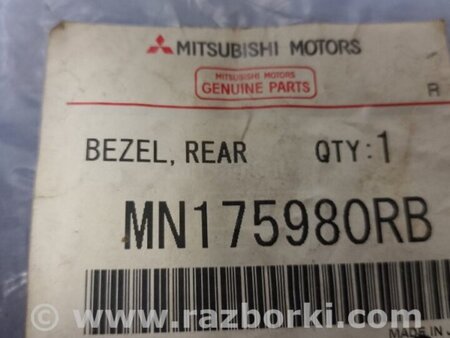 MITSUBISHI MOTORS
MITSUBISHI MOTORS
GENUINE PARTS
R
BEZEL, REAR QTY:1
MN175980RB
MADE IN J
www.razborki.com